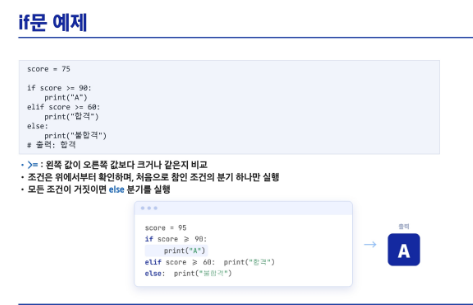 if문 예제
score = 75
if score >= 90:
print("A")
elif score >= 60:
print("합격")
else:
print("불합격")
# 출력: 합격
• >= : 왼쪽 값이 오른쪽 값보다 크거나 같은지 비교
• 조건은 위에서부터 확인하며, 처음으로 참인 조건의 분기 하나만 실행
• 모든 조건이 거짓이면 else 분기를 실행
score = 95
if score ≥ 90:
print("A")
elif score ≥ 60: print("합격")
else: print("불합격")
→
출력
A